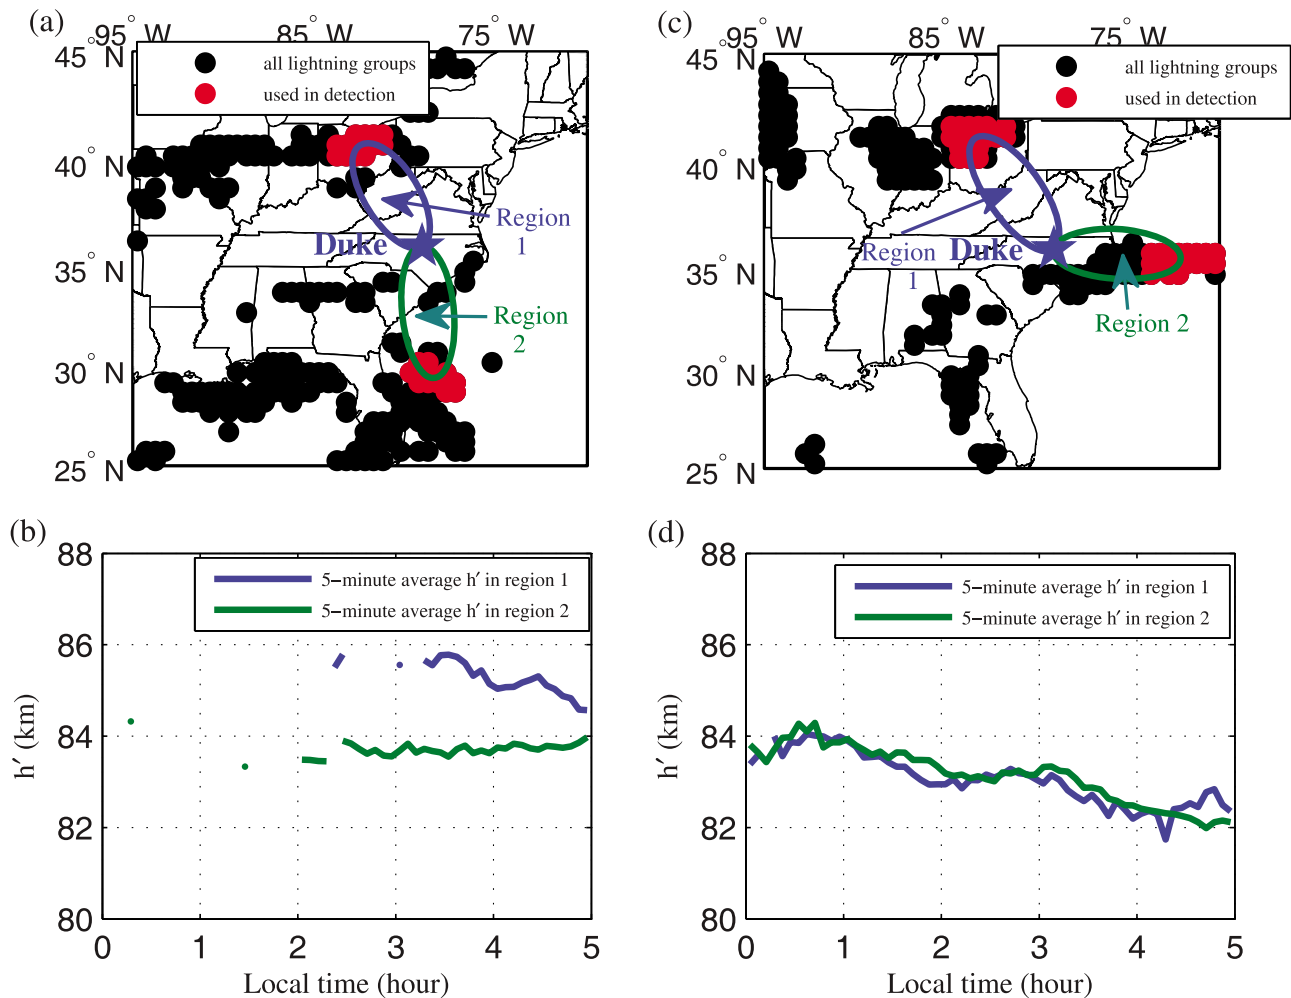 (a)
95° W
85° W
75° W
all lightning groups
used in detection
45° N
40° N
35° N
30° N
25° N
Region
1
Duke
Region
2
(c)
95° W
85° W
75° W
all lightning groups
used in detection
45° N
40° N
35° N
30° N
25° N
Region
1
Duke
Region 2
(b)
88
86
84
82
80
h′ (km)
5−minute average h′ in region 1
5−minute average h′ in region 2
0 1 2 3 4 5
Local time (hour)
(d)
88
86
84
82
80
h′ (km)
5−minute average h′ in region 1
5−minute average h′ in region 2
0 1 2 3 4 5
Local time (hour)